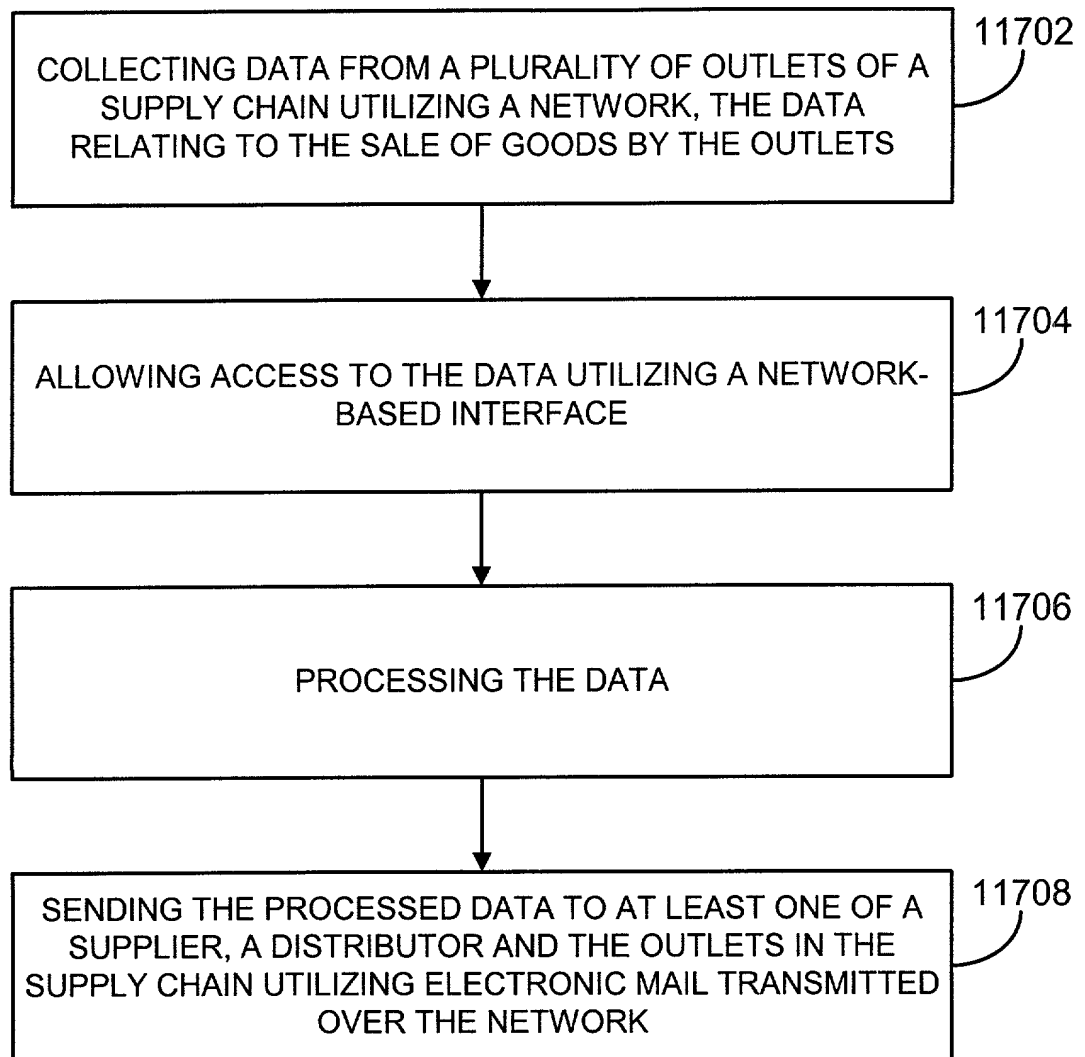 11702
COLLECTING DATA FROM A PLURALITY OF OUTLETS OF A
SUPPLY CHAIN UTILIZING A NETWORK, THE DATA
RELATING TO THE SALE OF GOODS BY THE OUTLETS
11704
ALLOWING ACCESS TO THE DATA UTILIZING A NETWORK-
BASED INTERFACE
11706
PROCESSING THE DATA
11708
SENDING THE PROCESSED DATA TO AT LEAST ONE OF A
SUPPLIER, A DISTRIBUTOR AND THE OUTLETS IN THE
SUPPLY CHAIN UTILIZING ELECTRONIC MAIL TRANSMITTED
OVER THE NETWORK